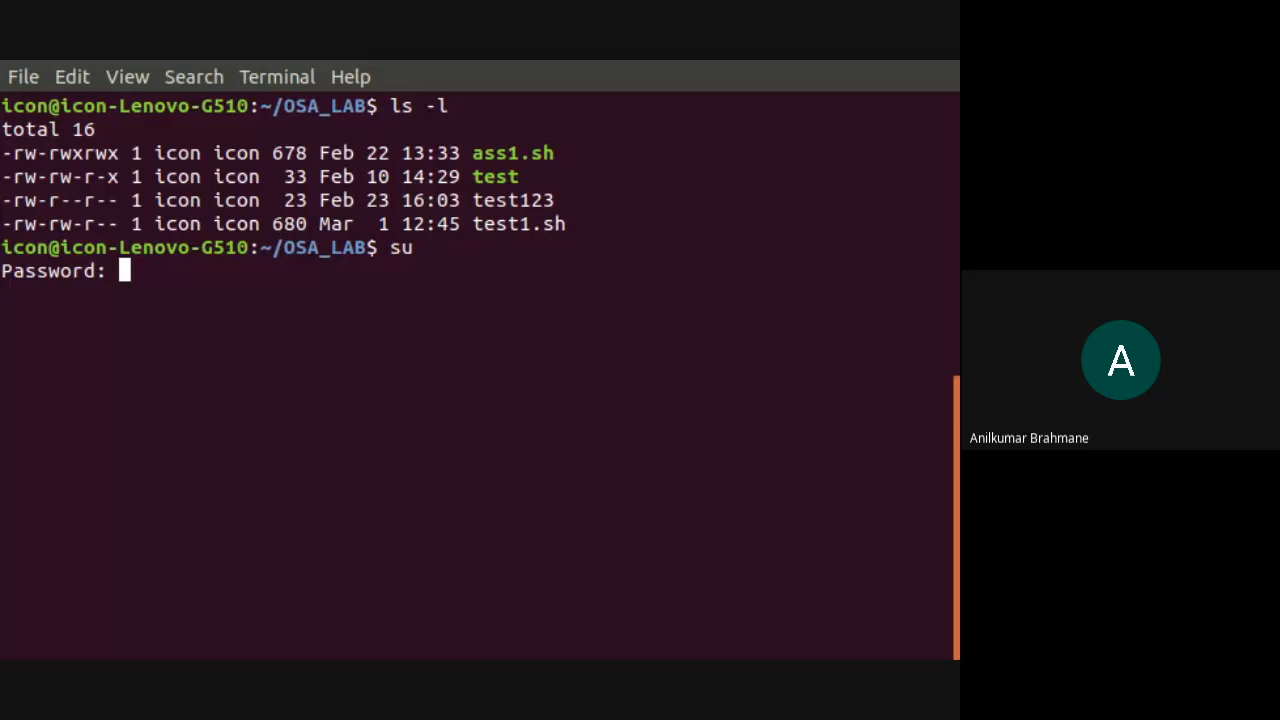 File Edit View Search Terminal Help
icon@icon-Lenovo-G510:~/OSA_LAB$ ls -l
total 16
-rw-rwxrwx 1 icon icon 678 Feb 22 13:33 ass1.sh
-rw-rw-r-x 1 icon icon  33 Feb 10 14:29 test
-rw-r--r-- 1 icon icon  23 Feb 23 16:03 test123
-rw-rw-r-- 1 icon icon 680 Mar  1 12:45 test1.sh
icon@icon-Lenovo-G510:~/OSA_LAB$ su
Password:
A
Anilkumar Brahmane